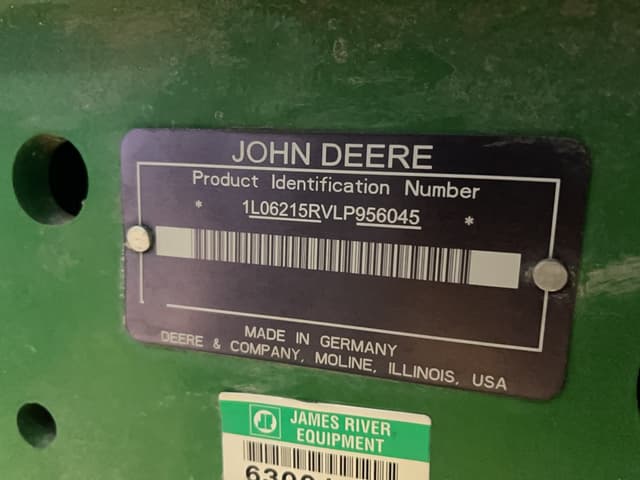 JOHN DEERE
Product Identification Number
* 1L06215RVLP956045 *
MADE IN GERMANY
DEERE & COMPANY, MOLINE, ILLINOIS, USA
JAMES RIVER
EQUIPMENT